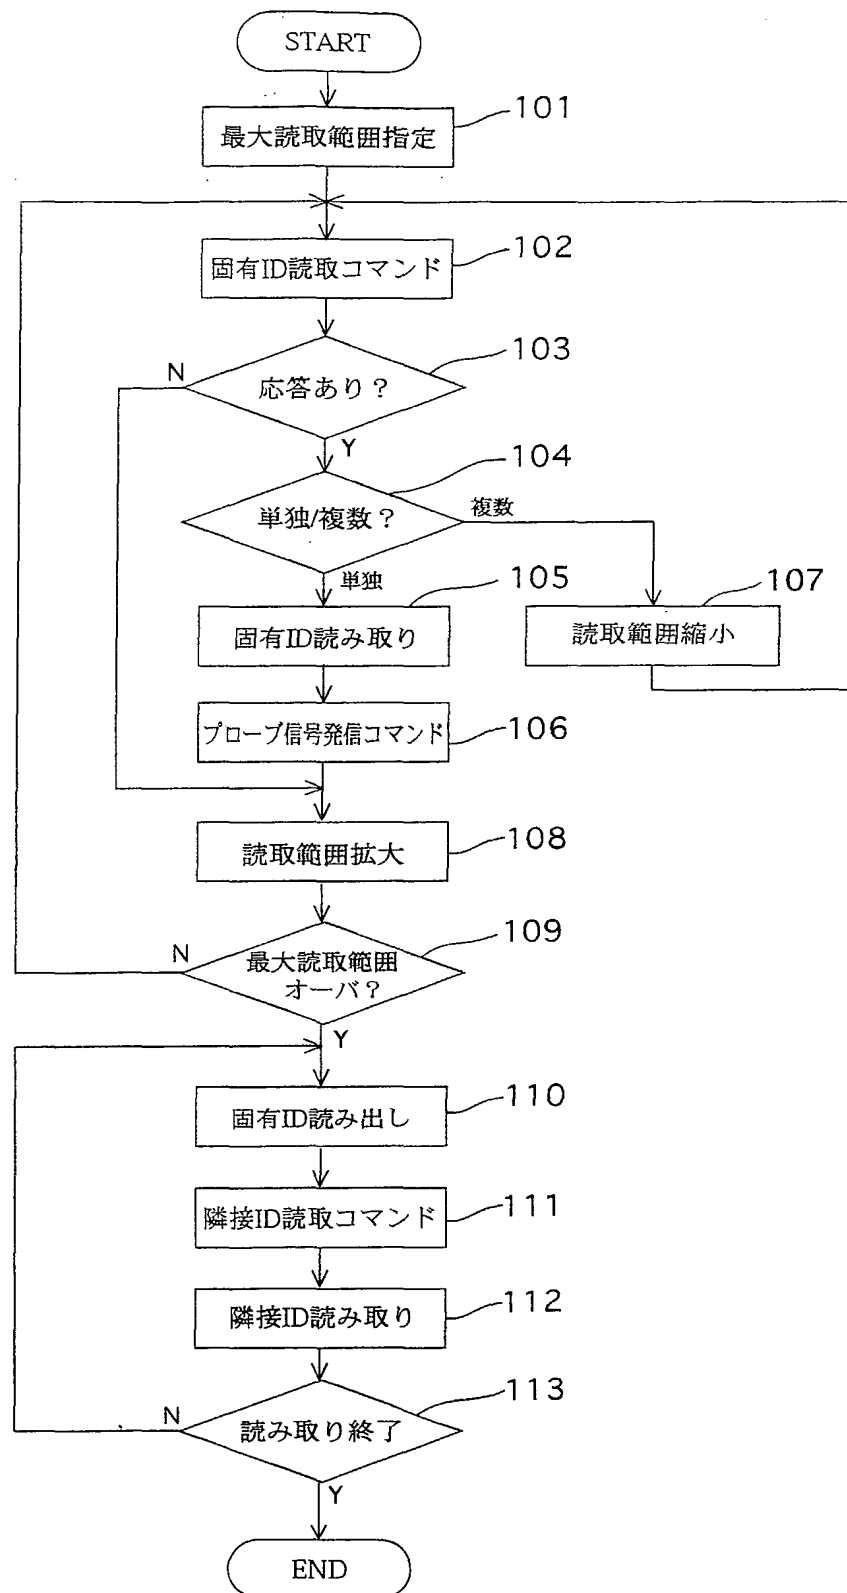 START
最大読取範囲指定
101
固有ID読取コマンド
102
応答あり？
103
N
Y
単独/複数？
104
複数
単独
固有ID読み取り
105
読取範囲縮小
107
プローブ信号発信コマンド
106
読取範囲拡大
108
最大読取範囲
オーバ？
109
N
Y
固有ID読み出し
110
隣接ID読取コマンド
111
隣接ID読み取り
112
読み取り終了
113
N
Y
END